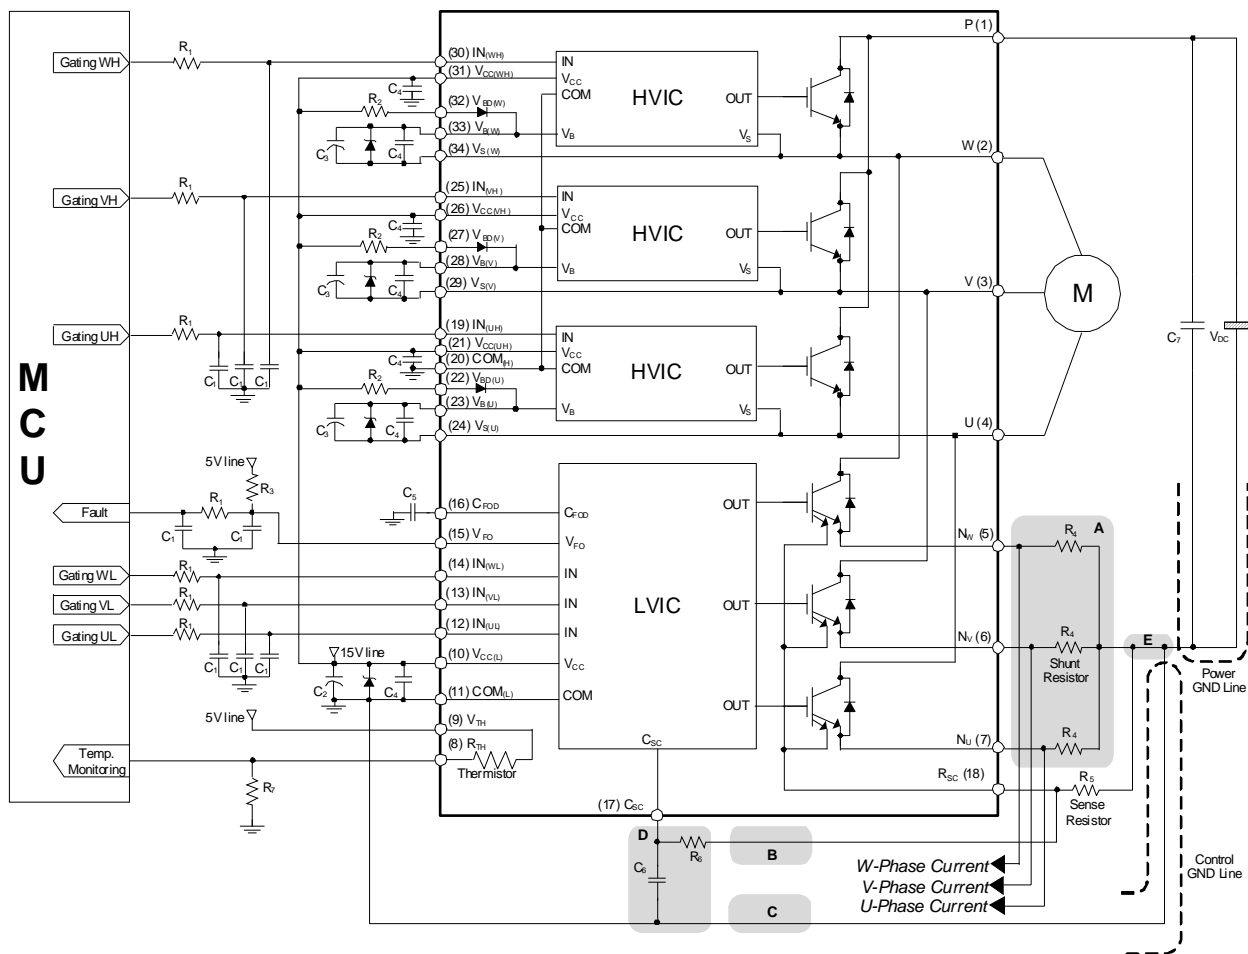 MCU
Gating WH
R1
(30) IN(WH)
(31) VCC(WH)
C4
R2
(32) VBD(W)
(33) VB(W)
C3
C4
(34) VS(W)
IN
VCC
COM
VB
HVIC
OUT
VS
P (1)
W (2)
Gating VH
R1
(25) IN(VH)
(26) VCC(VH)
C4
R2
(27) VBD(V)
(28) VB(V)
C3
C4
(29) VS(V)
IN
VCC
COM
VB
HVIC
OUT
VS
V (3)
M
Gating UH
R1
C1
C1
C1
(19) IN(UH)
(21) VCC(UH)
C4
(20) COM(H)
R2
(22) VBD(U)
(23) VB(U)
C3
C4
(24) VS(U)
IN
VCC
COM
VB
HVIC
OUT
VS
U (4)
C7
VDC
5V line
R3
Fault
R1
C1
C1
C5
(16) CFOD
(15) VFO
Gating WL
R1
(14) IN(WL)
Gating VL
R1
(13) IN(VL)
Gating UL
R1
(12) IN(UL)
C1
C1
C1
15V line
(10) VCC(L)
C2
C4
(11) COM(L)
5V line
(9) VTH
(8) RTH
Thermistor
Temp.
Monitoring
R7
CFOD
VFO
IN
IN
IN
VCC
COM
LVIC
OUT
OUT
OUT
CSC
(17) CSC
NW (5)
A
R4
NV (6)
R4
Shunt
Resistor
E
NU (7)
R4
RSC (18)
R5
Sense
Resistor
Power
GND Line
D
R6
C6
B
C
W-Phase Current
V-Phase Current
U-Phase Current
Control
GND Line